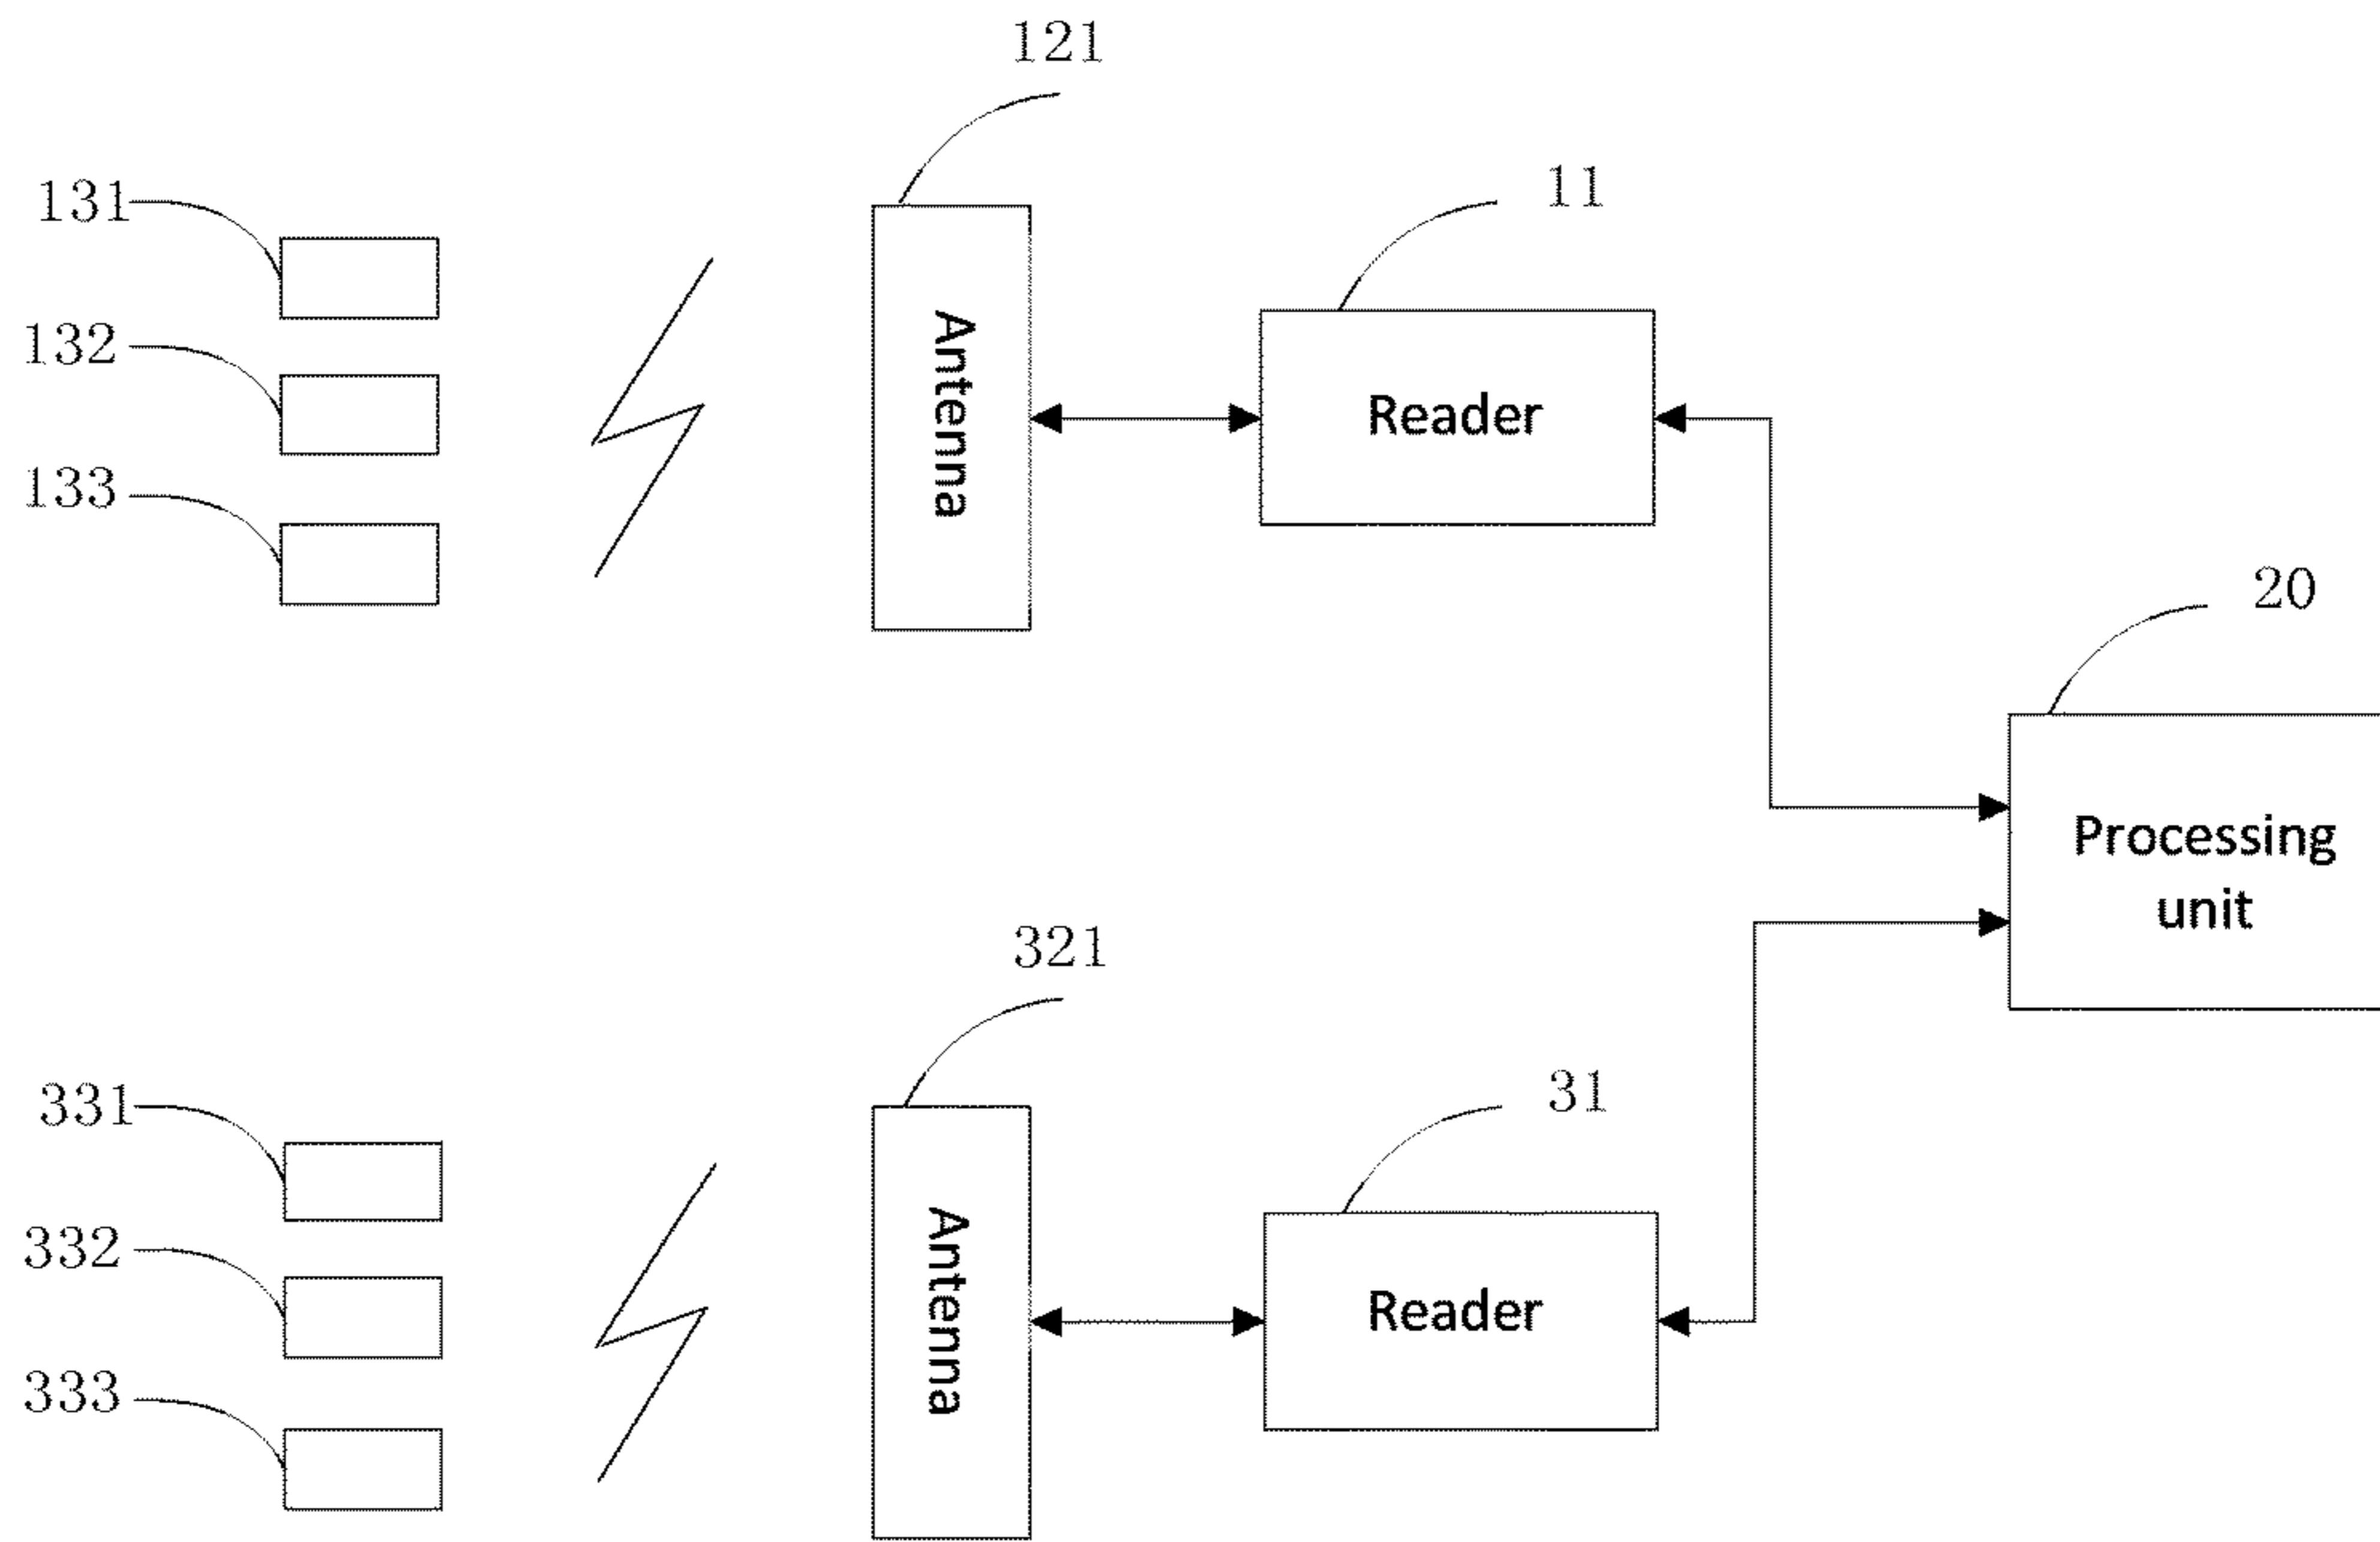 121
11
131
132
133
Antenna
Reader
20
Processing
unit
321
31
331
332
333
Antenna
Reader